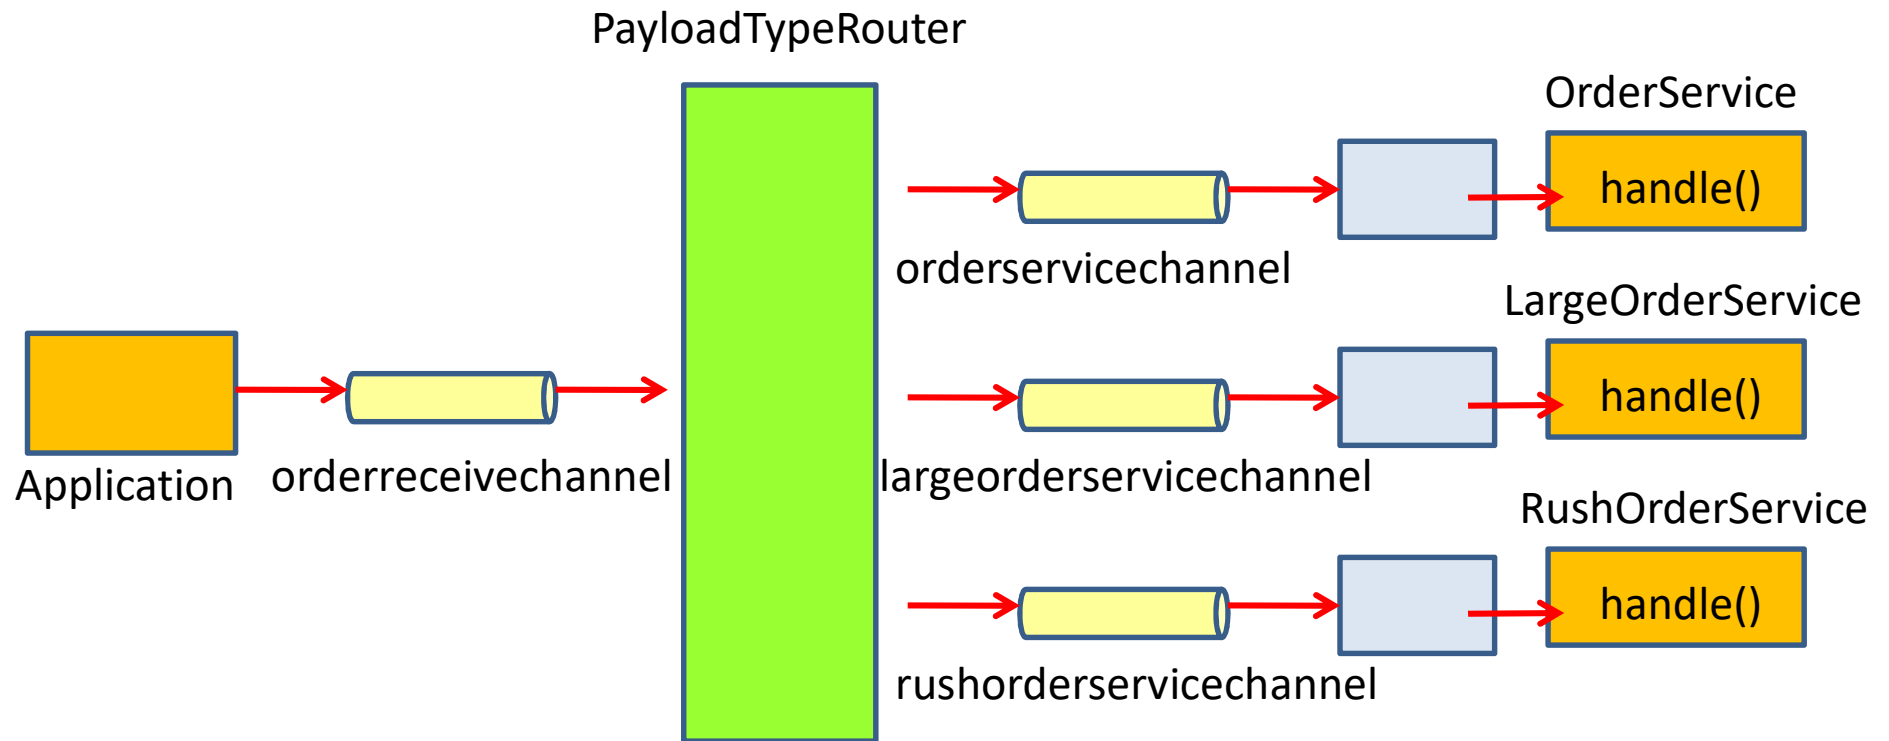 PayloadTypeRouter
OrderService
handle()
orderservicechannel
LargeOrderService
handle()
Application
orderreceivechannel
largeorderservicechannel
RushOrderService
handle()
rushorderservicechannel